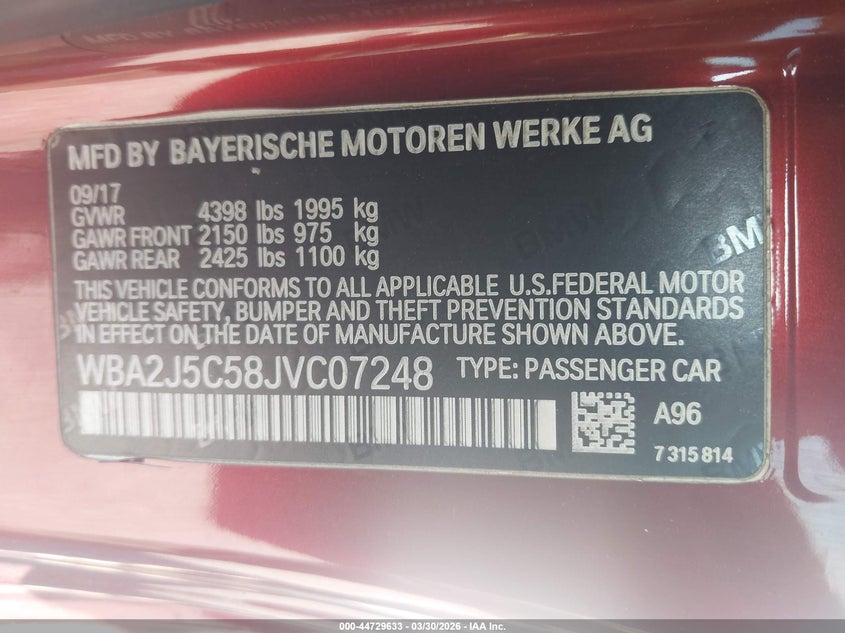 MFD BY BAYERISCHE MOTOREN WERKE AG
09/17
GVWR 4398 lbs 1995 kg
GAWR FRONT 2150 lbs 975 kg
GAWR REAR 2425 lbs 1100 kg
THIS VEHICLE CONFORMS TO ALL APPLICABLE U.S.FEDERAL MOTOR
VEHICLE SAFETY, BUMPER AND THEFT PREVENTION STANDARDS
IN EFFECT ON THE DATE OF MANUFACTURE SHOWN ABOVE.
WBA2J5C58JVC07248 TYPE: PASSENGER CAR
A96
7 315 814
000-44729633 - 03/30/2026 - IAA Inc.